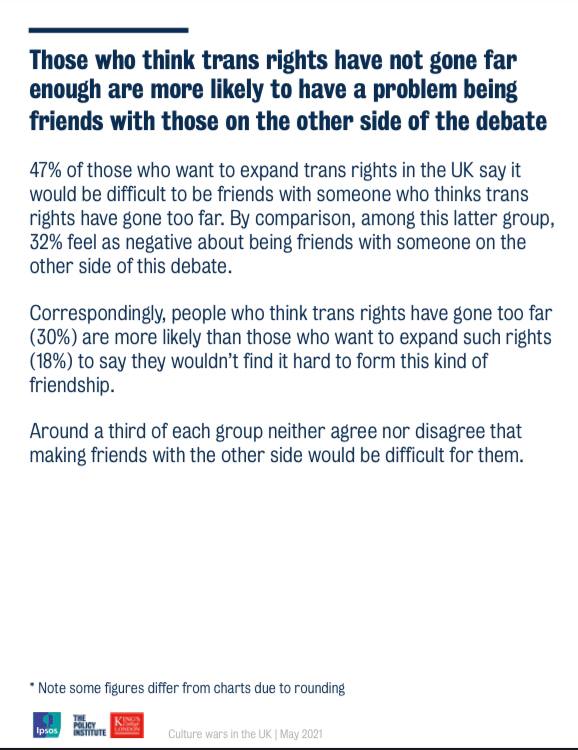 Those who think trans rights have not gone far
enough are more likely to have a problem being
friends with those on the other side of the debate
47% of those who want to expand trans rights in the UK say it
would be difficult to be friends with someone who thinks trans
rights have gone too far. By comparison, among this latter group,
32% feel as negative about being friends with someone on the
other side of this debate.
Correspondingly, people who think trans rights have gone too far
(30%) are more likely than those who want to expand such rights
(18%) to say they wouldn't find it hard to form this kind of
friendship.
Around a third of each group neither agree nor disagree that
making friends with the other side would be difficult for them.
* Note some figures differ from charts due to rounding
Ipsos
THE
POLICY
INSTITUTE
KING'S
College
LONDON
Culture wars in the UK | May 2021